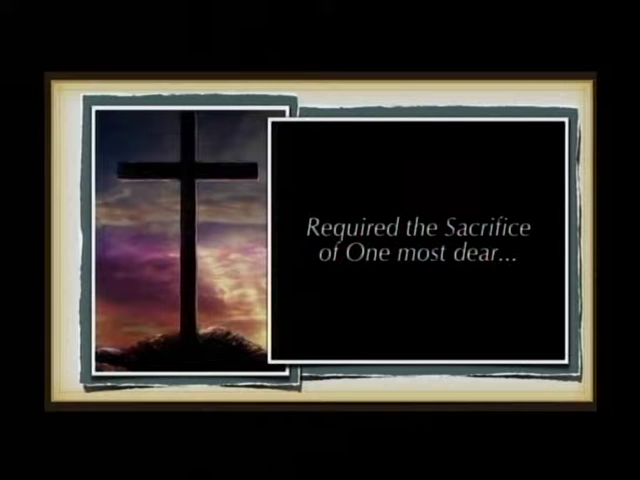 Required the Sacrifice
of One most dear...